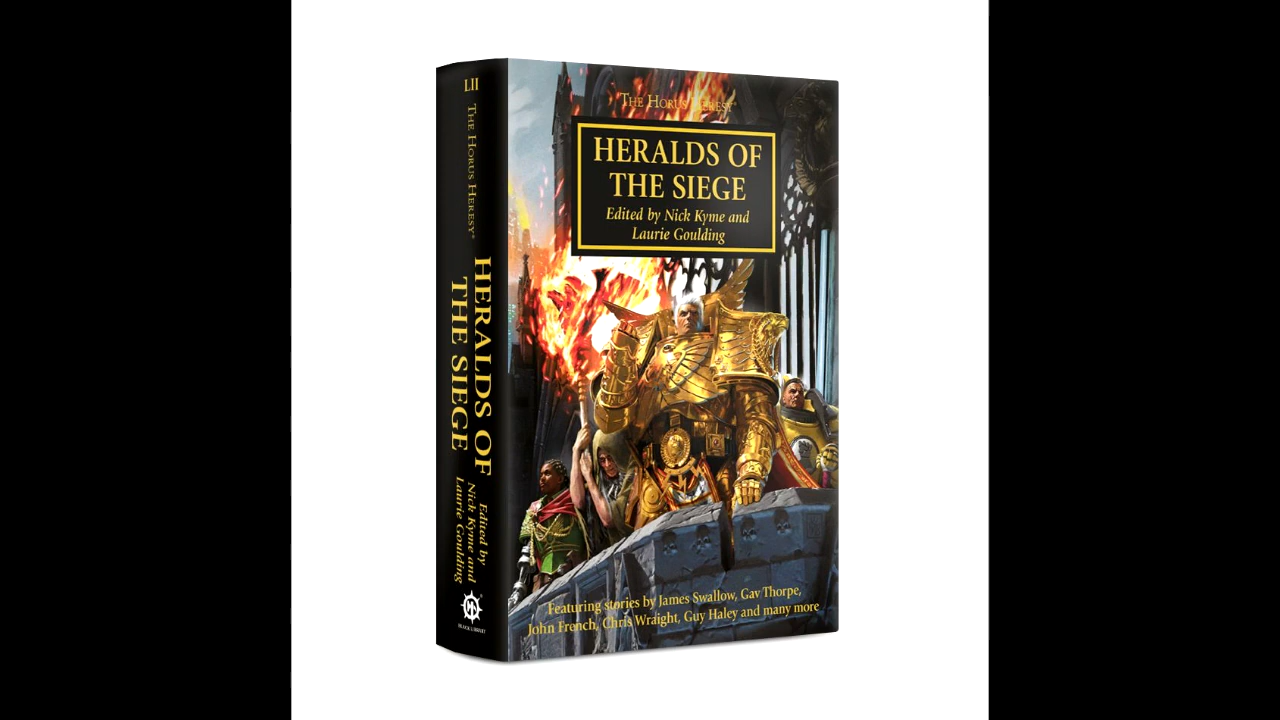 LII
THE HORUS HERESY®
HERALDS OF
THE SIEGE
Edited by
Nick Kyme and
Laurie Goulding
BLACK LIBRARY
THE HORUS HERESY®
HERALDS OF
THE SIEGE
Edited by Nick Kyme and
Laurie Goulding
Featuring stories by James Swallow, Gav Thorpe,
John French, Chris Wraight, Guy Haley and many more